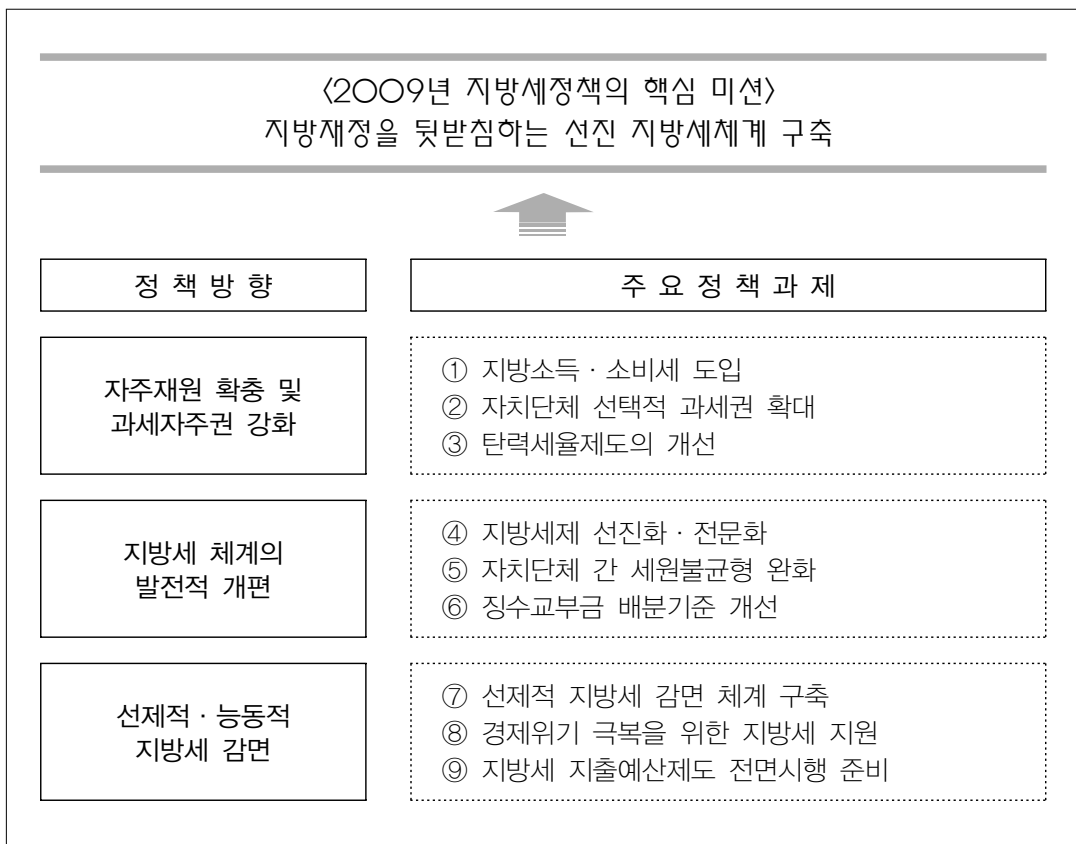 〈2009년 지방세정책의 핵심 미션〉
지방재정을 뒷받침하는 선진 지방세체계 구축
정 책 방 향
주 요 정 책 과 제
자주재원 확충 및
과세자주권 강화
① 지방소득 · 소비세 도입
② 자치단체 선택적 과세권 확대
③ 탄력세율제도의 개선
지방세 체계의
발전적 개편
④ 지방세제 선진화 · 전문화
⑤ 자치단체 간 세원불균형 완화
⑥ 징수교부금 배분기준 개선
선제적 · 능동적
지방세 감면
⑦ 선제적 지방세 감면 체계 구축
⑧ 경제위기 극복을 위한 지방세 지원
⑨ 지방세 지출예산제도 전면시행 준비